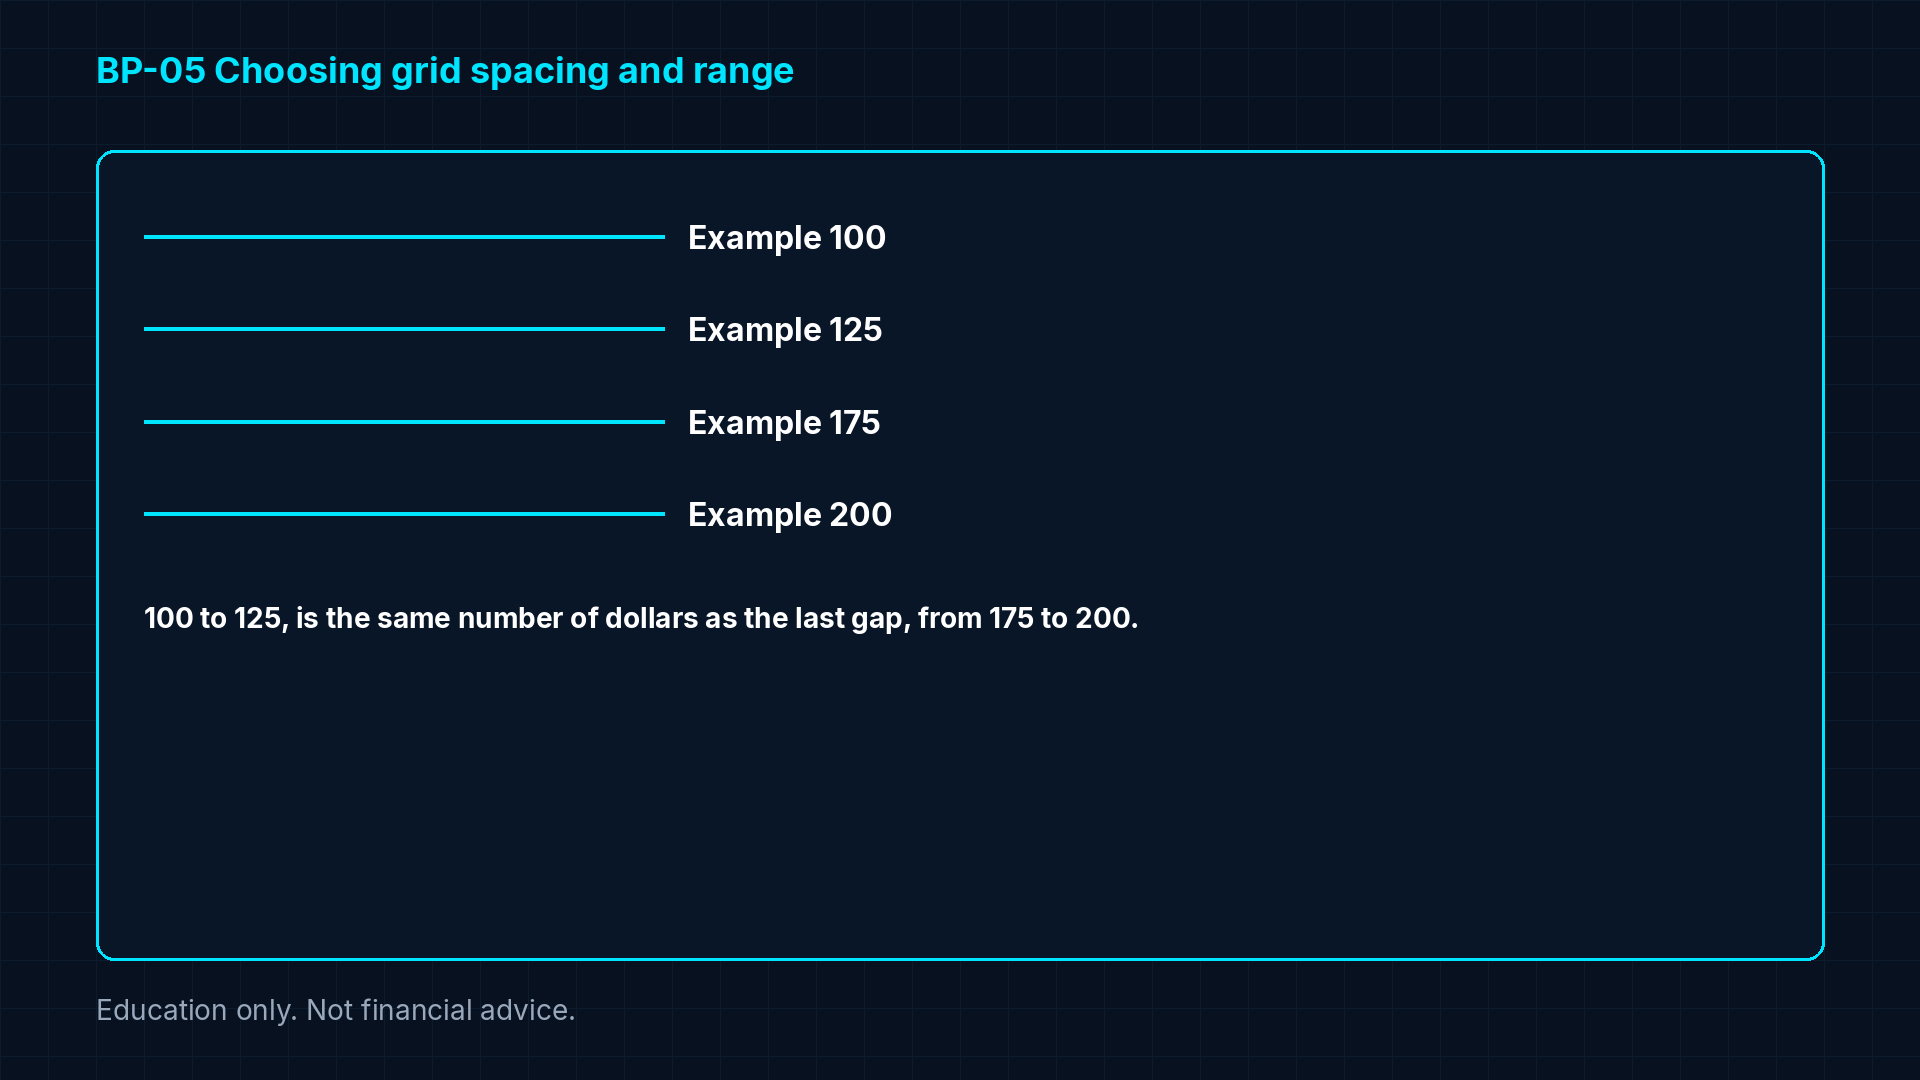 BP-05 Choosing grid spacing and range
Example 100
Example 125
Example 175
Example 200
100 to 125, is the same number of dollars as the last gap, from 175 to 200.
Education only. Not financial advice.